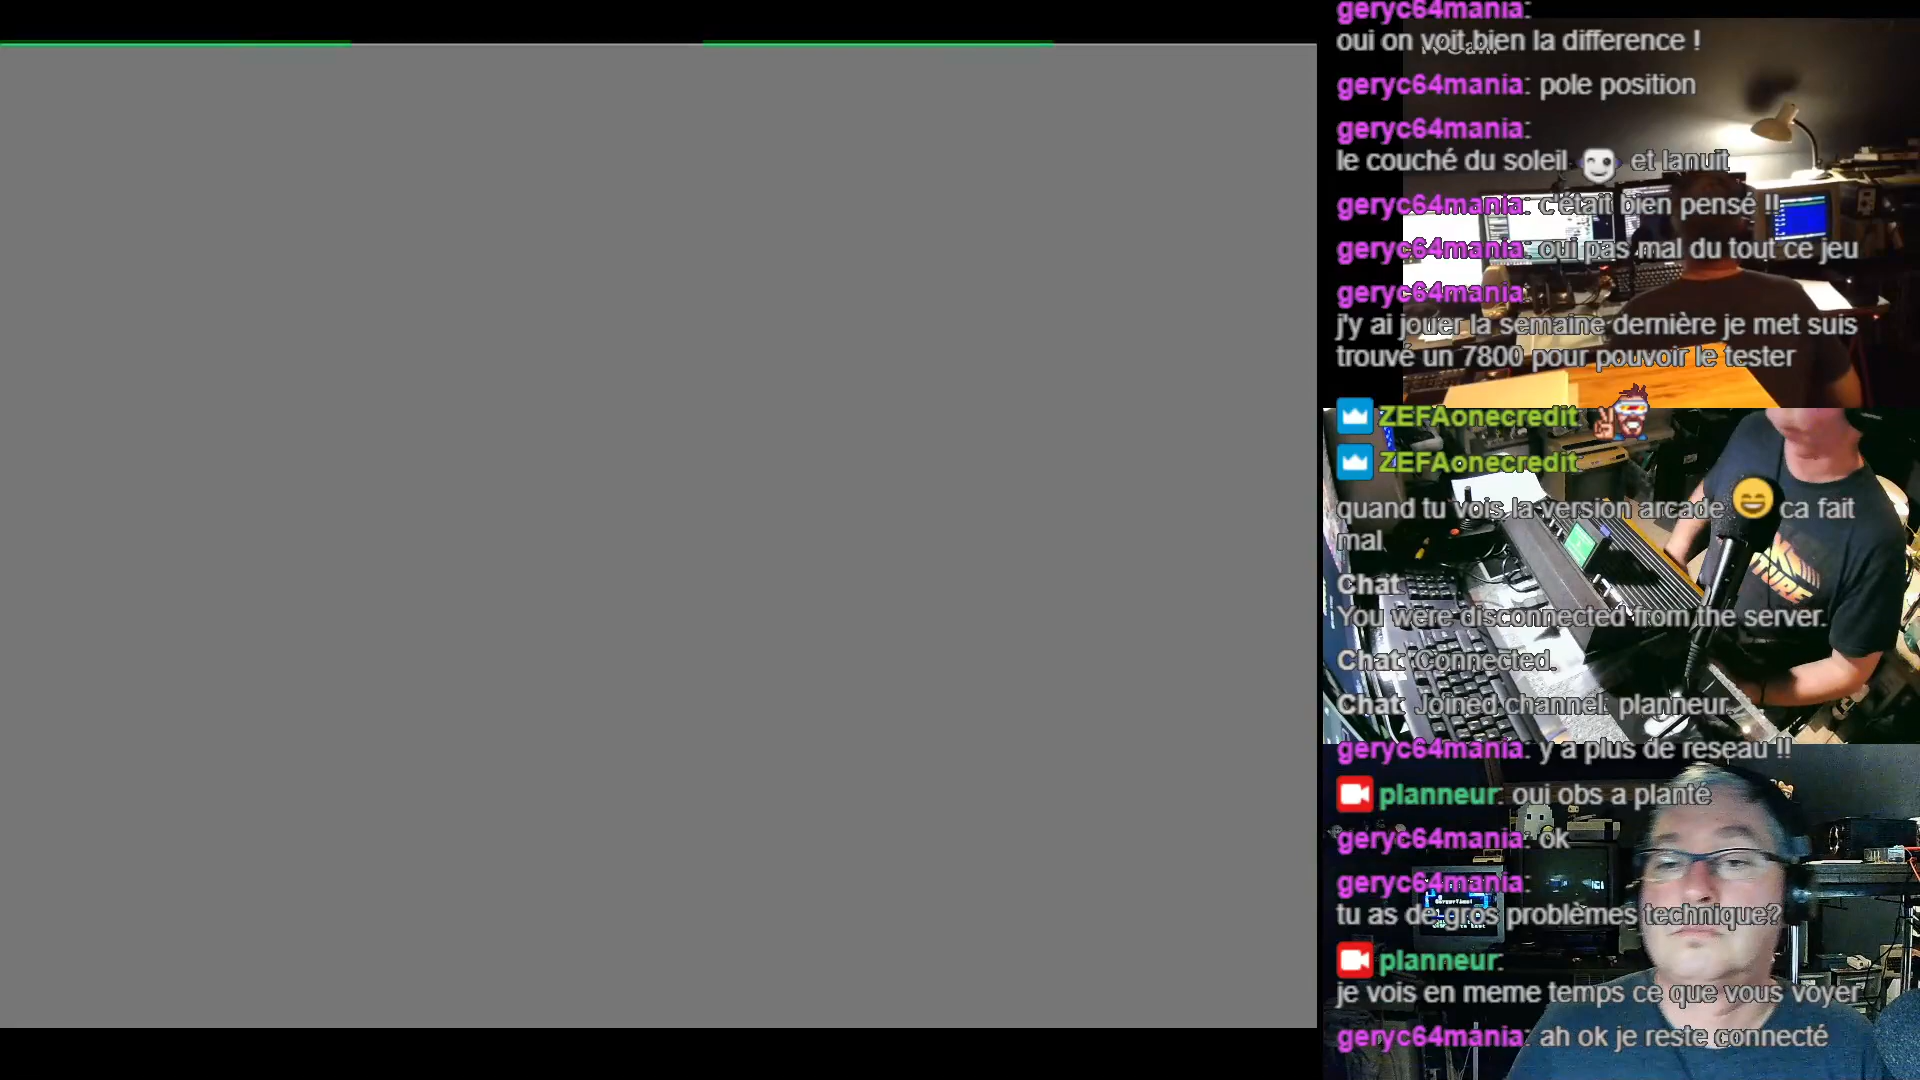 geryc64mania:
oui on voit bien la difference !
geryc64mania: pole position
geryc64mania:
le couché du soleil et lanuit
geryc64mania: c'était bien pensé !!
geryc64mania: oui pas mal du tout ce jeu
geryc64mania:
j'y ai jouer la semaine dernière je met suis
trouvé un 7800 pour pouvoir le tester
ZEFAonecredit:
ZEFAonecredit:
quand tu vois la version arcade ca fait
mal
Chat:
You were disconnected from the server.
Chat: Connected.
Chat: Joined channel: planneur.
geryc64mania: y a plus de reseau !!
planneur: oui obs a planté
geryc64mania: ok
geryc64mania:
tu as de gros problèmes technique?
planneur:
je vois en meme temps ce que vous voyer
geryc64mania: ah ok je reste connecté